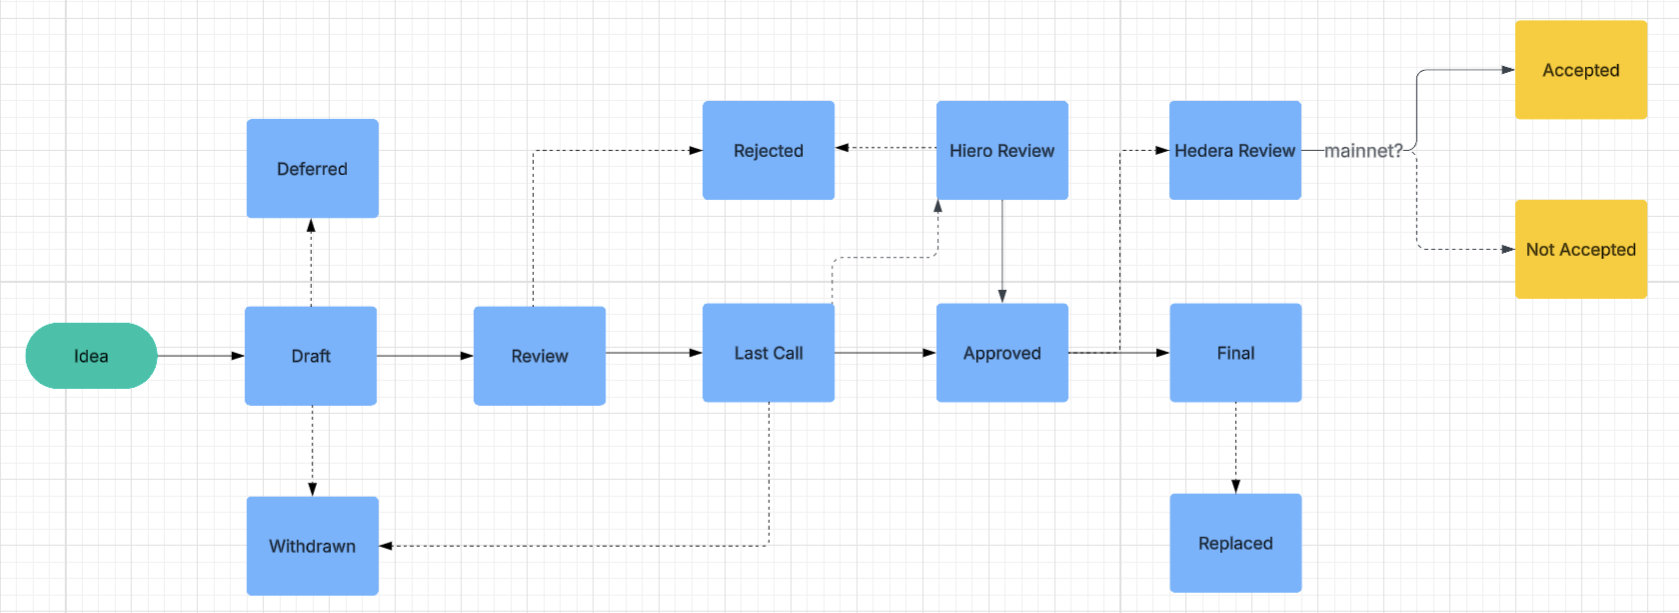 Accepted
Deferred
Rejected
Hiero Review
Hedera Review
mainnet?
Not Accepted
Idea
Draft
Review
Last Call
Approved
Final
Withdrawn
Replaced